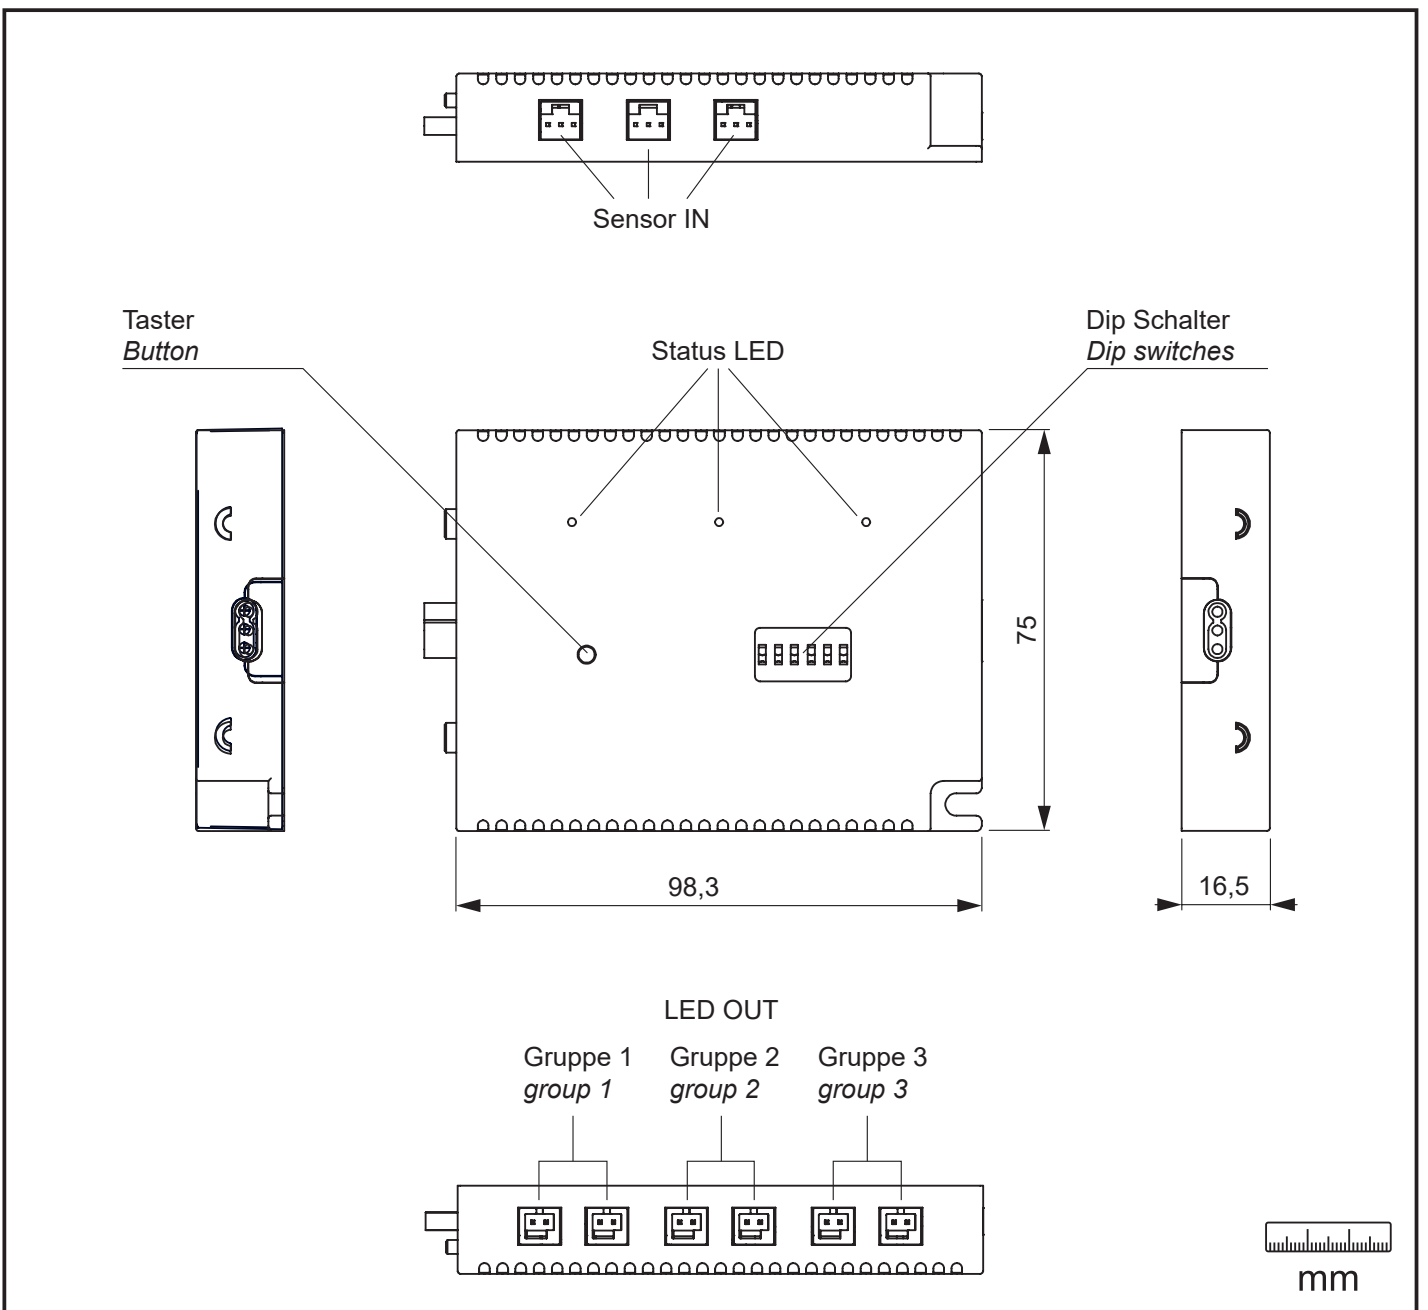 Sensor IN
Taster
Button
Status LED
Dip Schalter
Dip switches
75
98,3
16,5
LED OUT
Gruppe 1
group 1
Gruppe 2
group 2
Gruppe 3
group 3
mm